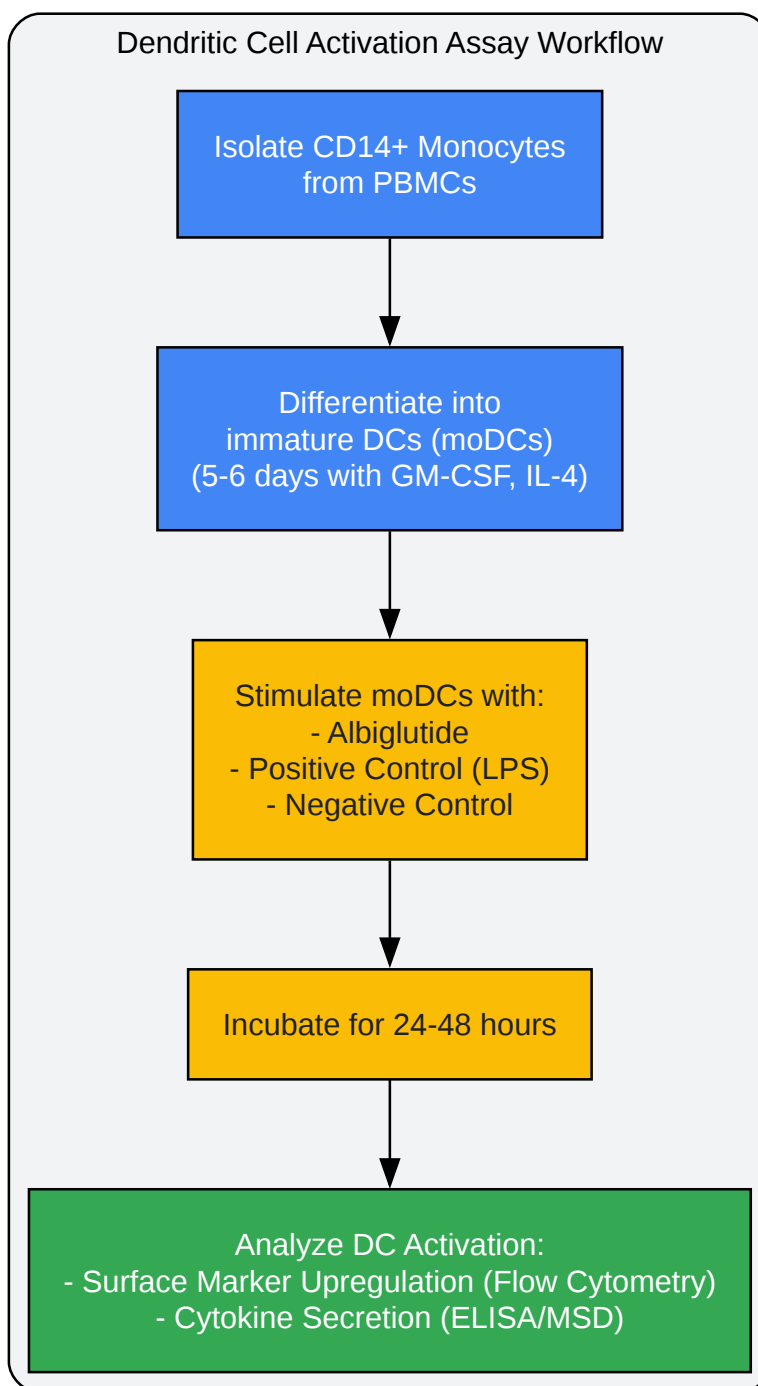 Dendritic Cell Activation Assay Workflow
Isolate CD14+ Monocytes
from PBMCs
Differentiate into
immature DCs (moDCs)
(5-6 days with GM-CSF, IL-4)
Stimulate moDCs with:
- Albiglutide
- Positive Control (LPS)
- Negative Control
Incubate for 24-48 hours
Analyze DC Activation:
- Surface Marker Upregulation (Flow Cytometry)
- Cytokine Secretion (ELISA/MSD)